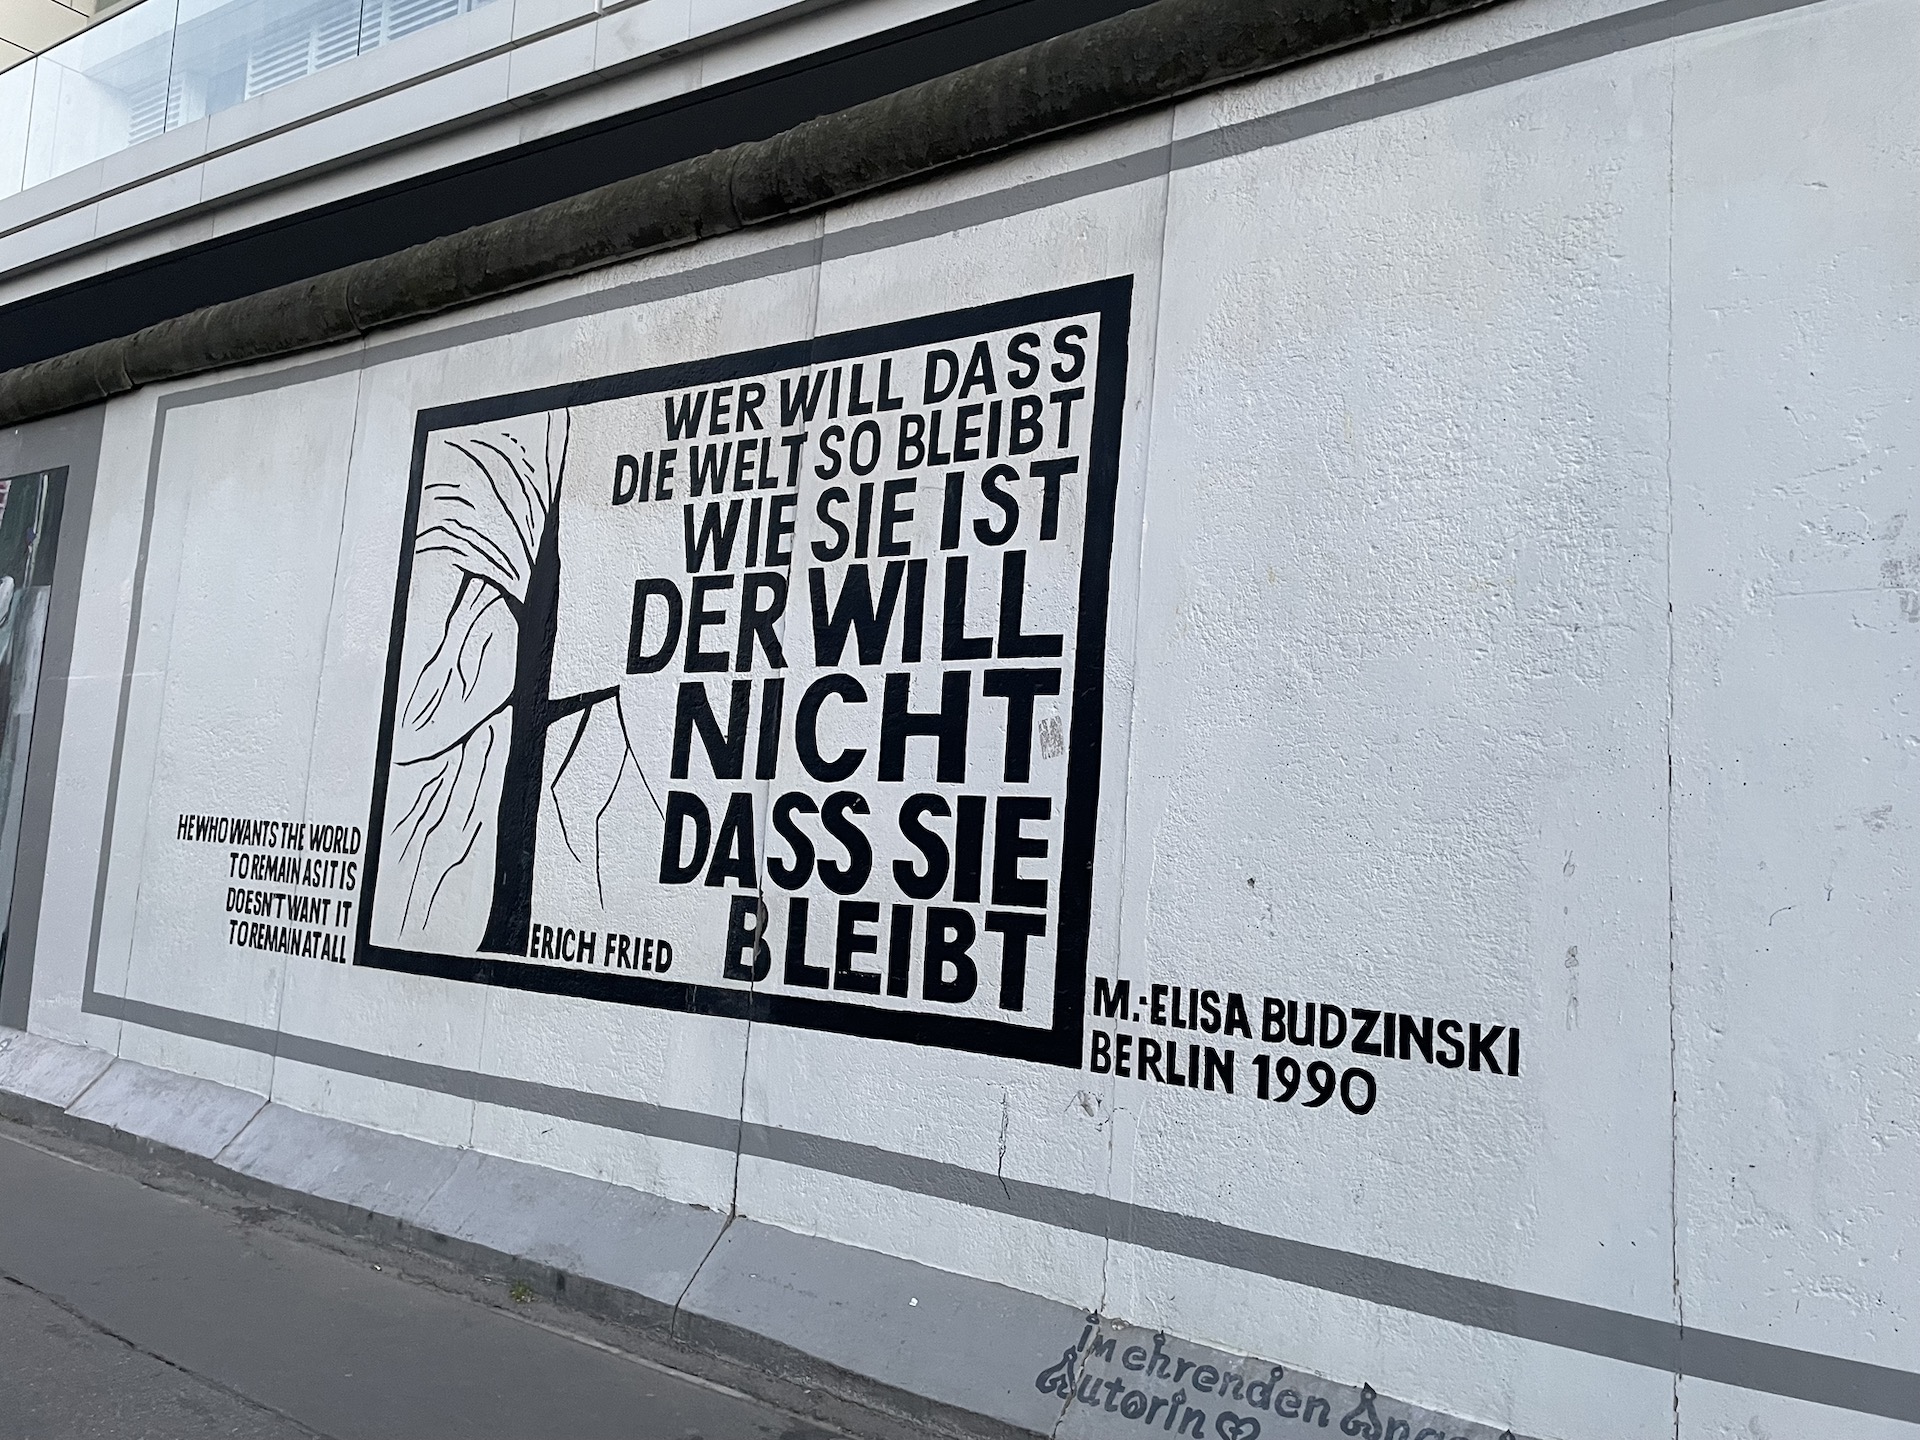 WER WILL DASS
DIE WELT SO BLEIBT
WIE SIE IST
DER WILL
NICHT
DASS SIE
BLEIBT
ERICH FRIED
HE WHO WANTS THE WORLD
TO REMAIN AS IT IS
DOESN'T WANT IT
TO REMAIN AT ALL
M.-ELISA BUDZINSKI
BERLIN 1990
im ehrenden
Autorin